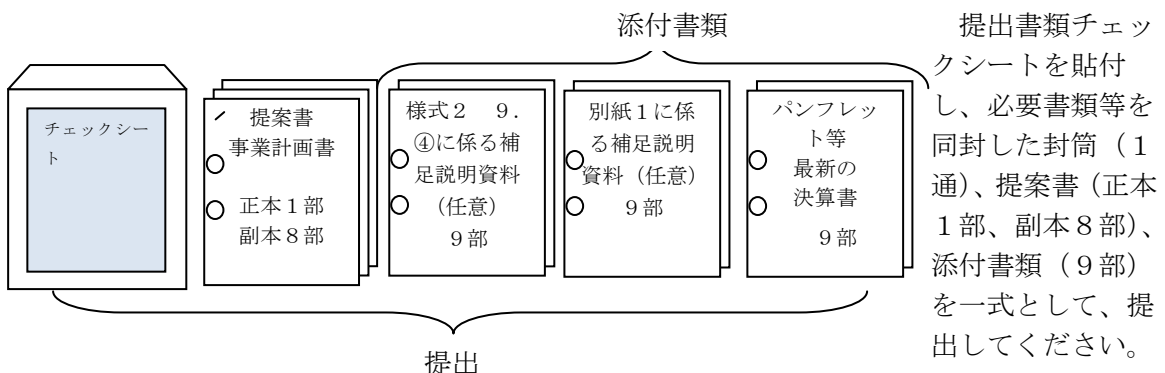 添付書類
チェックシー
ト
提案書
事業計画書
正本1部
副本8部
様式2　9.
④に係る補
足説明資料
（任意）
9部
別紙1に係
る補足説明
資料（任意）
9部
パンフレッ
ト等
最新の
決算書
9部
提出
提出書類チェッ
クシートを貼付
し、必要書類等を
同封した封筒（１
通）、提案書（正本
１部、副本８部）、
添付書類（９部）
を一式として、提
出してください。